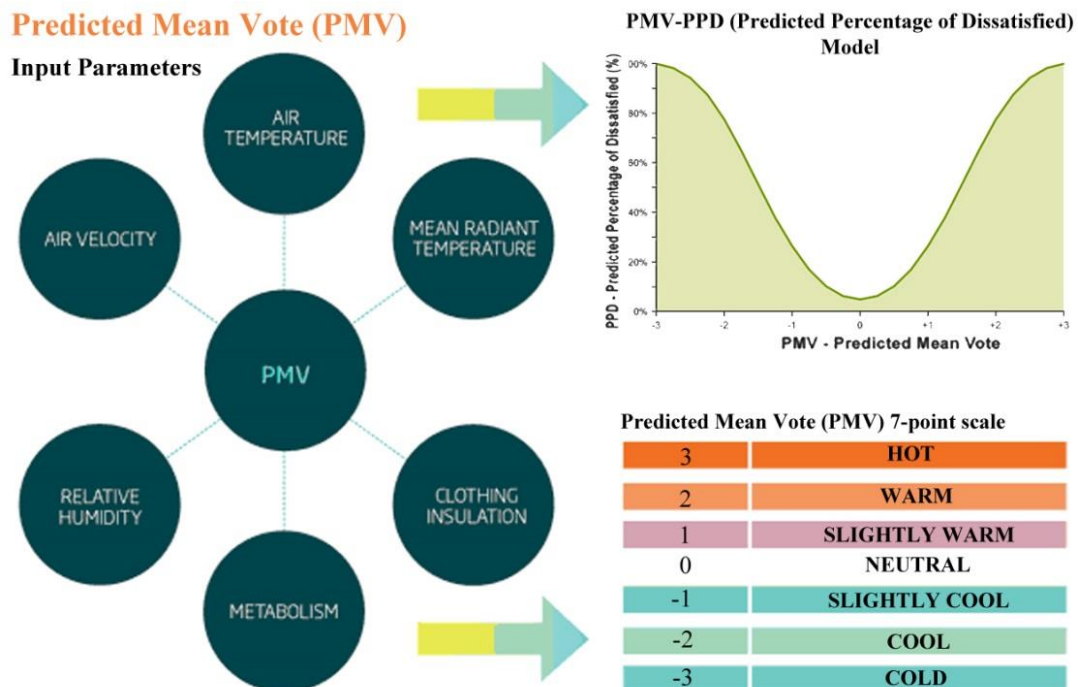 Predicted Mean Vote (PMV)
Input Parameters
AIR
TEMPERATURE
AIR VELOCITY
MEAN RADIANT
TEMPERATURE
PMV
RELATIVE
HUMIDITY
CLOTHING
INSULATION
METABOLISM
PMV-PPD (Predicted Percentage of Dissatisfied)
Model
PPD - Predicted Percentage of Dissatisfied (%)
00%
80%
60%
40%
20%
0%
-3 -2 -1 0 +1 +2 +3
PMV - Predicted Mean Vote
Predicted Mean Vote (PMV) 7-point scale
3 HOT
2 WARM
1 SLIGHTLY WARM
0 NEUTRAL
-1 SLIGHTLY COOL
-2 COOL
-3 COLD